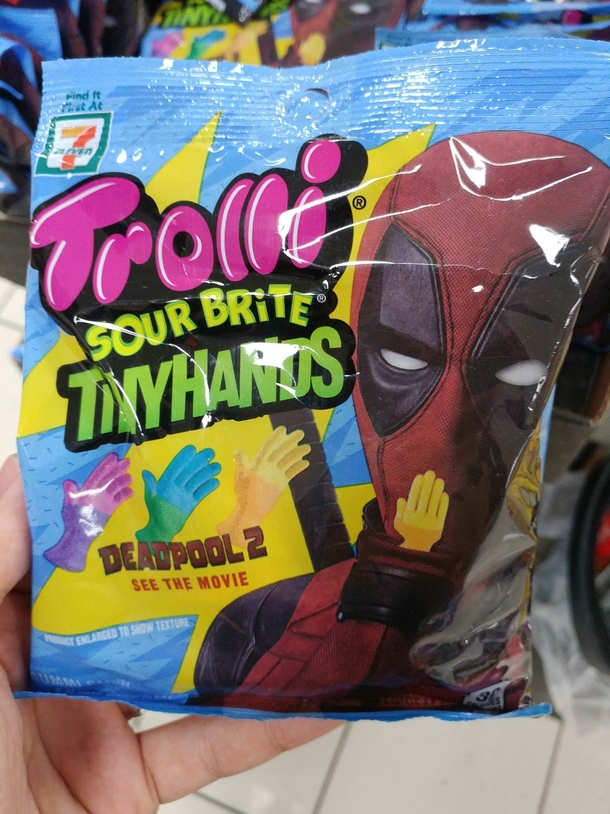 Find It
First At
7
ELEVEN
Trolli®
SOUR BRiTE®
TINYHANDS
DEADPOOL 2
SEE THE MOVIE
PRODUCT ENLARGED TO SHOW TEXTURE
TINYHANDS